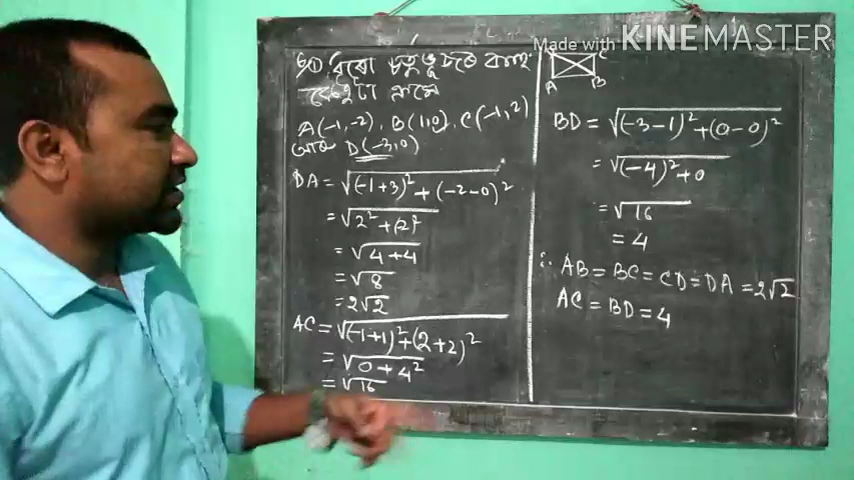 Made with KINEMASTER
A(-1,-2), B(1,0), C(-1,2)
আৰু D(-3,0)
DA = √(-1+3)² + (-2-0)²
= √2² + (2)²
= √4+4
= √8
= 2√2
AC = √(-1+1)² + (2+2)²
= √0+4²
= √16
C
A B
BD = √(-3-1)² + (0-0)²
= √(-4)² + 0
= √16
= 4
∴ AB = BC = CD = DA = 2√2
AC = BD = 4